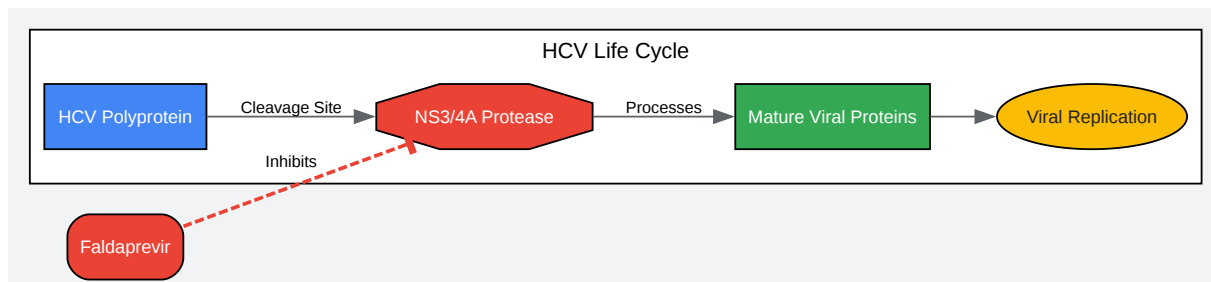 HCV Life Cycle
HCV Polyprotein
Cleavage Site
NS3/4A Protease
Processes
Mature Viral Proteins
Viral Replication
Inhibits
Faldaprevir